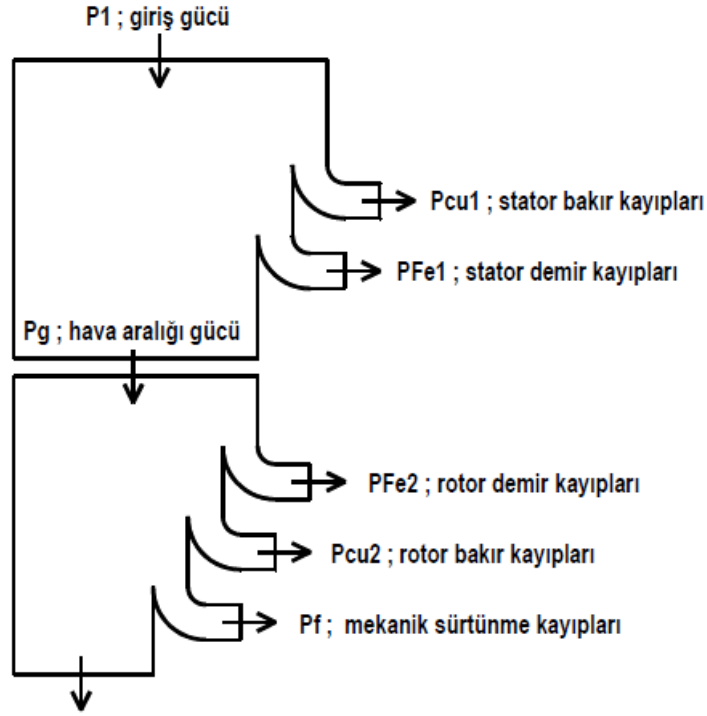 P1 ; giriş gücü
Pcu1 ; stator bakır kayıpları
PFe1 ; stator demir kayıpları
Pg ; hava aralığı gücü
PFe2 ; rotor demir kayıpları
Pcu2 ; rotor bakır kayıpları
Pf ; mekanik sürtünme kayıpları